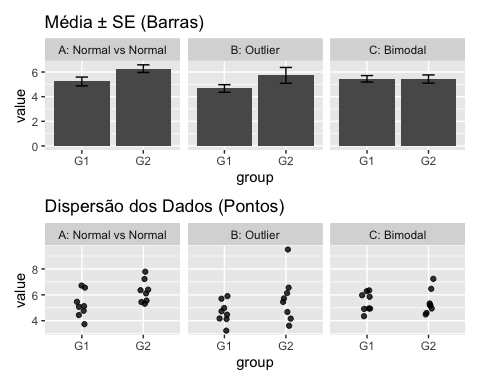 Média ± SE (Barras)
A: Normal vs Normal
B: Outlier
C: Bimodal
value
6
4
2
0
G1
G2
G1
G2
G1
G2
group
Dispersão dos Dados (Pontos)
A: Normal vs Normal
B: Outlier
C: Bimodal
value
8
6
4
G1
G2
G1
G2
G1
G2
group